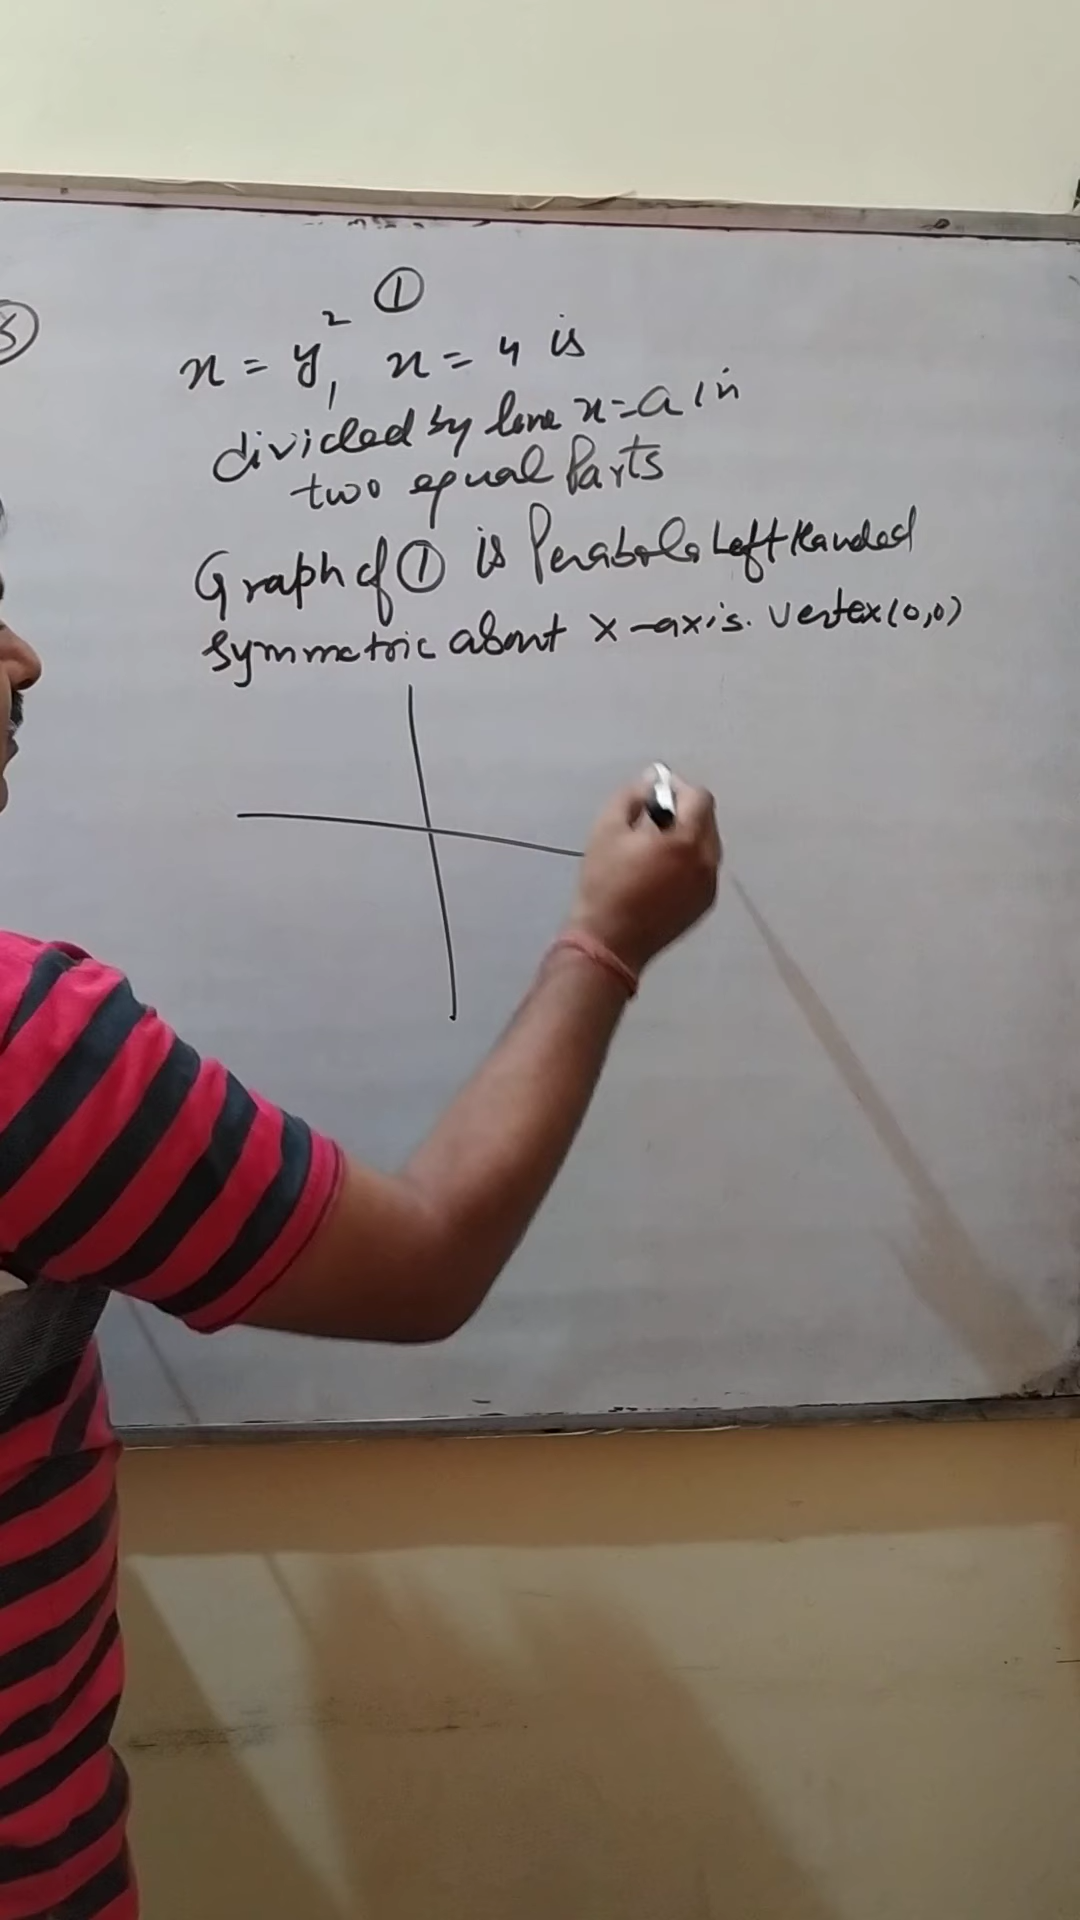 ①
x = y², x = 4 is
divided by line x=a in
two equal Parts
Graph of ① is Parabola Left Handed
Symmetric about x-axis. Vertex (0,0)